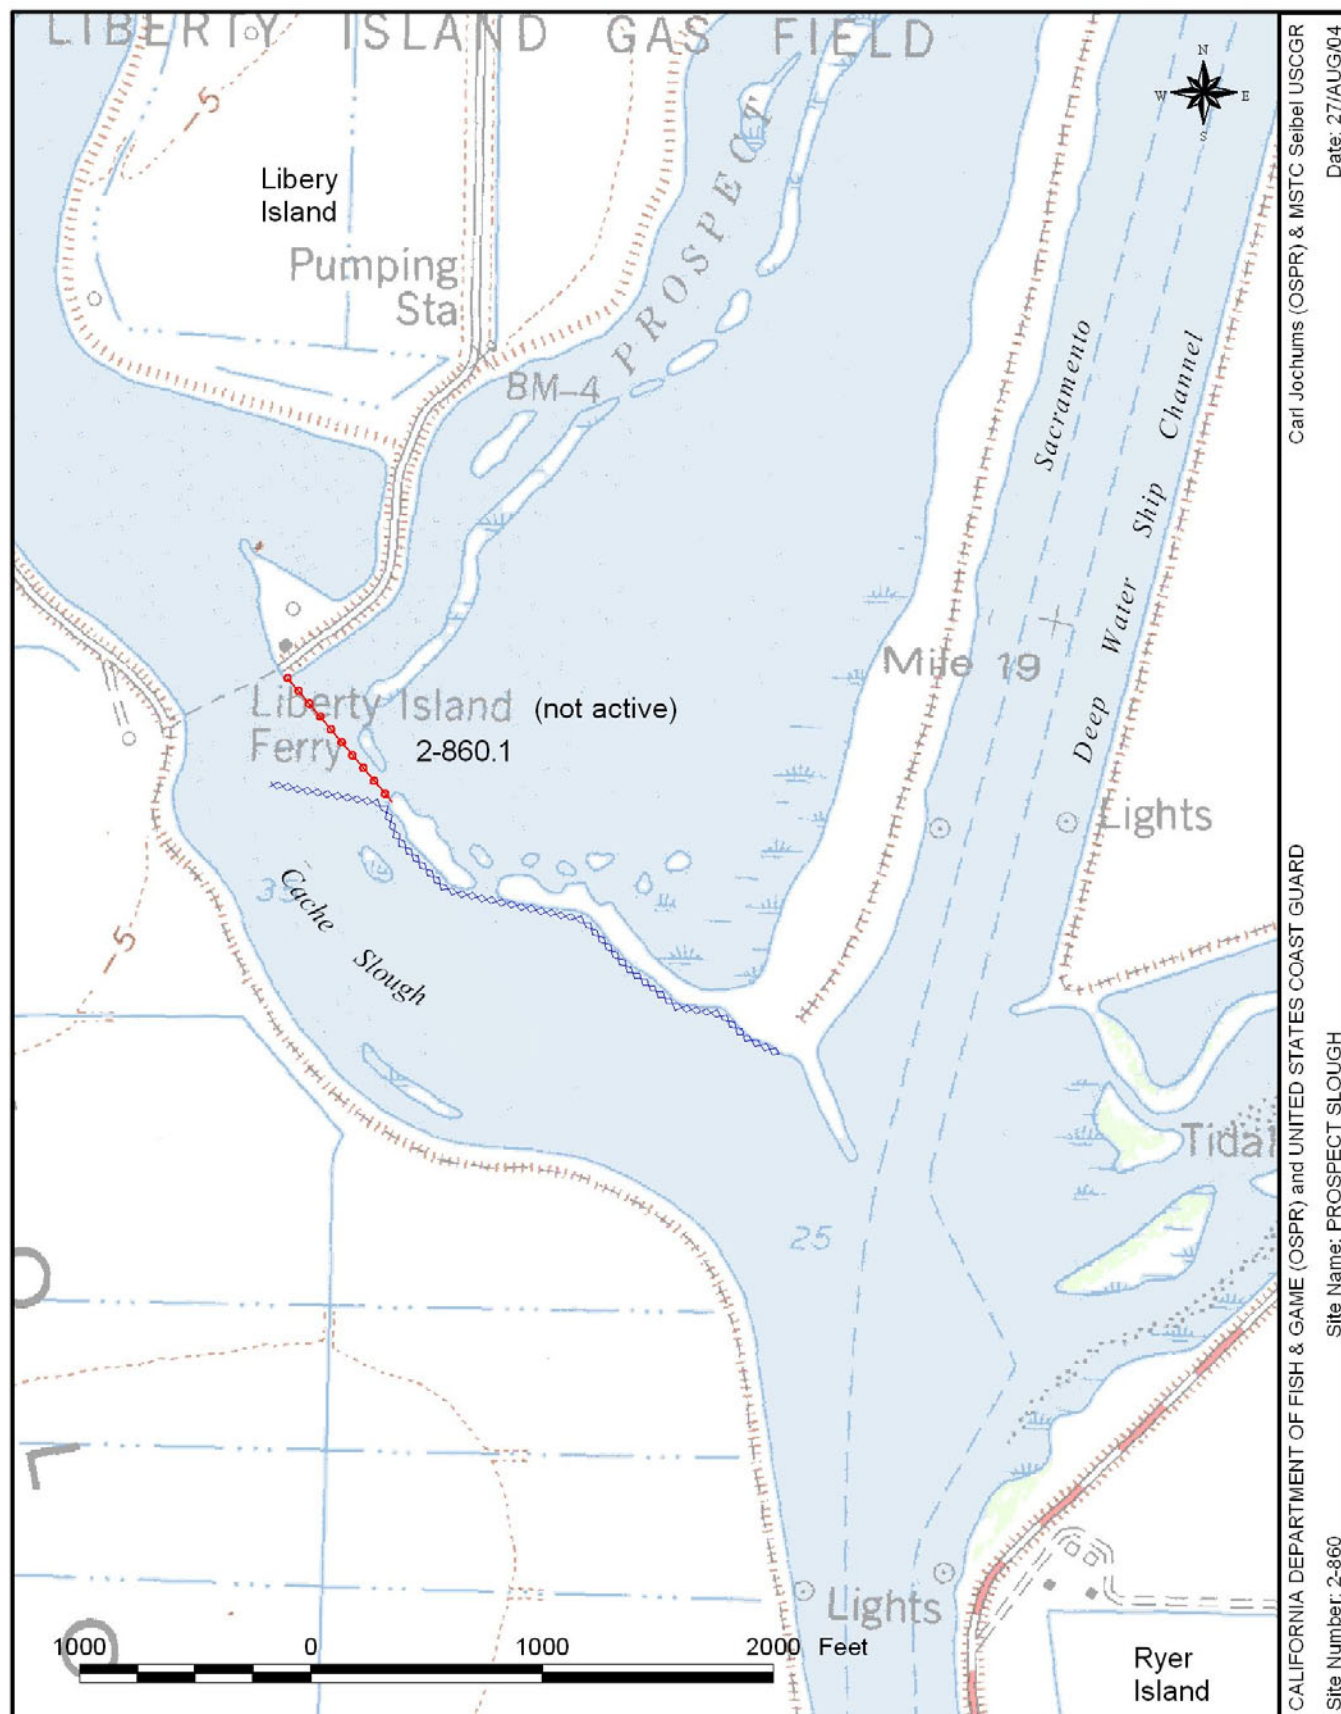 LIBERTY ISLAND GAS FIELD
N
W E
S
5
Libery
Island
Pumping
Sta
PROSPECT
BM-4
Sacramento
Deep Water Ship Channel
Mile 19
Liberty Island (not active)
Ferry
2-860.1
Lights
Cache Slough
5
Tidal
25
O
L
O
Lights
1000 0 1000 2000 Feet
Ryer
Island
Carl Jochums (OSPR) & MSTC Seibel USCGR
Date: 27/AUG/04
CALIFORNIA DEPARTMENT OF FISH & GAME (OSPR) and UNITED STATES COAST GUARD
Site Name: PROSPECT SLOUGH
Site Number: 2-860